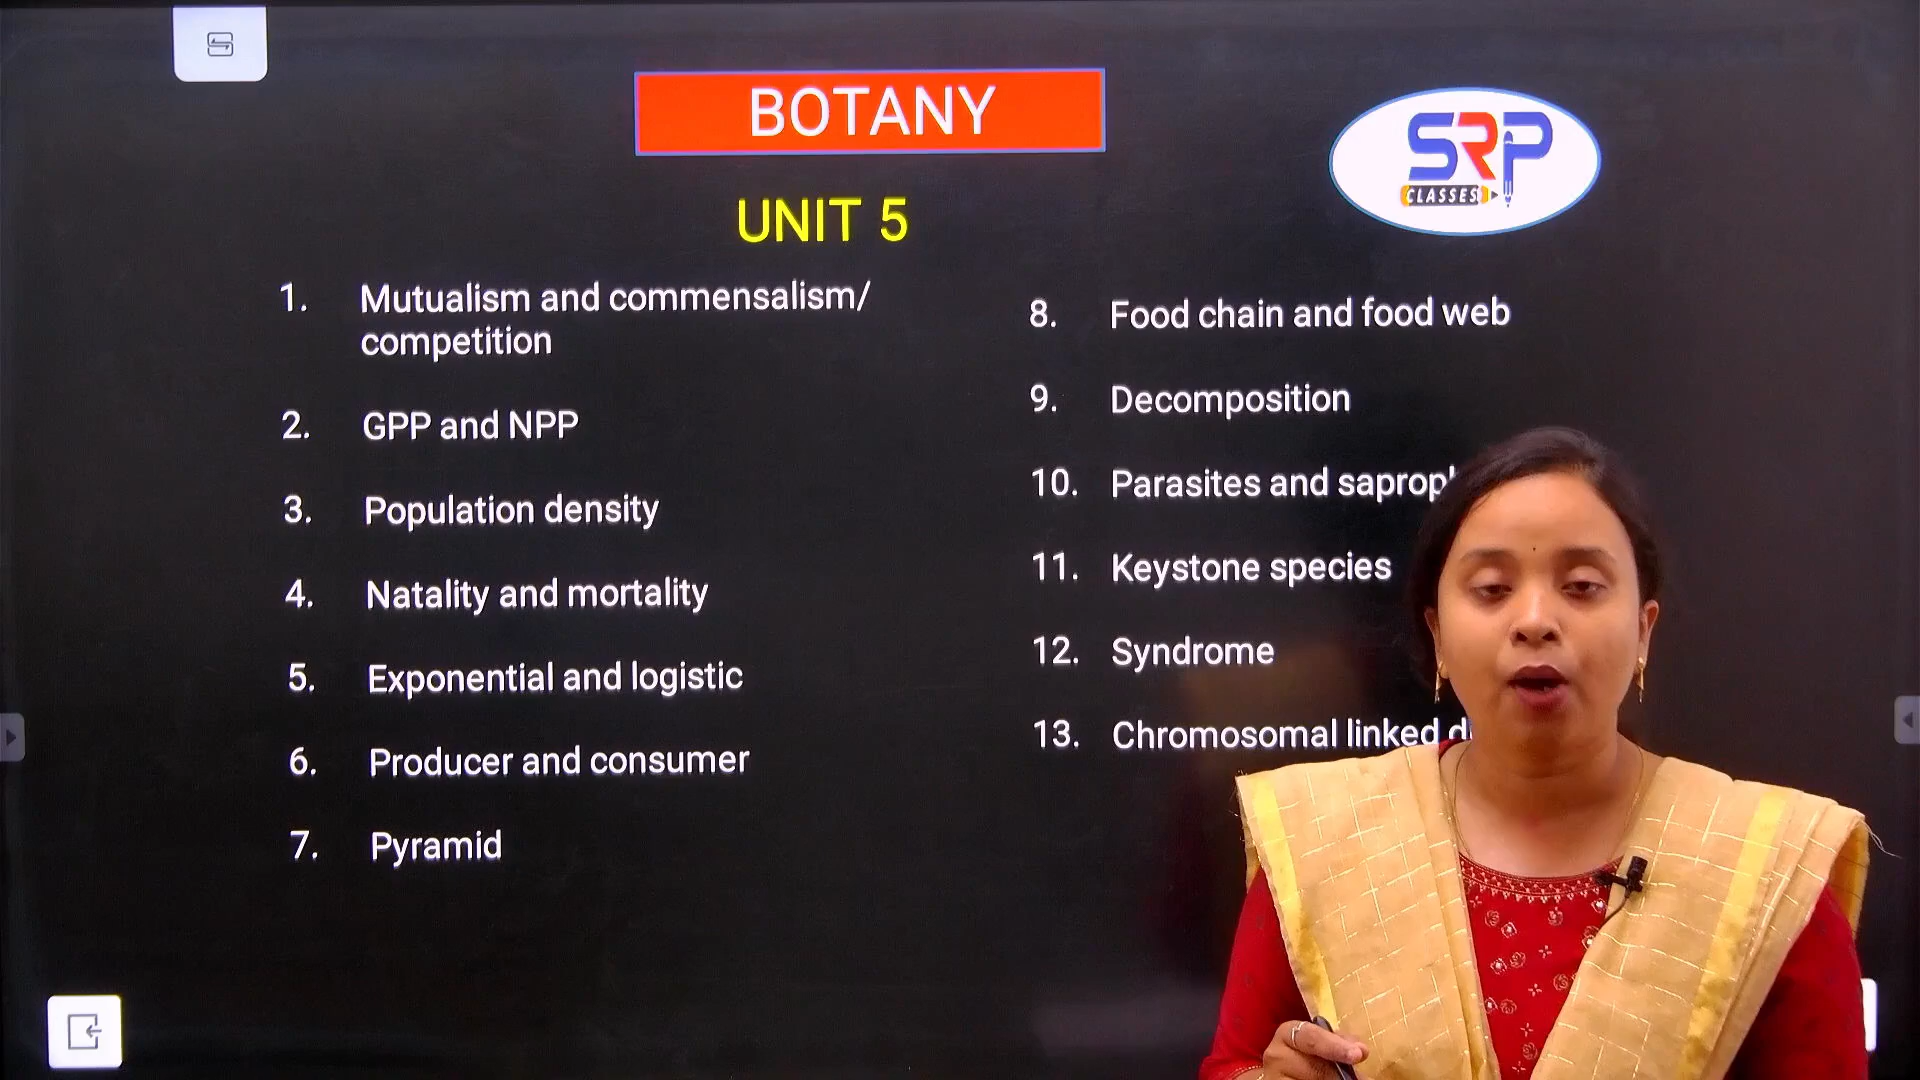 BOTANY
SRP
CLASSES
UNIT 5
1. Mutualism and commensalism/
competition
2. GPP and NPP
3. Population density
4. Natality and mortality
5. Exponential and logistic
6. Producer and consumer
7. Pyramid
8. Food chain and food web
9. Decomposition
10. Parasites and
11. Keystone species
12. Syndrome
13. Chromosomal linked